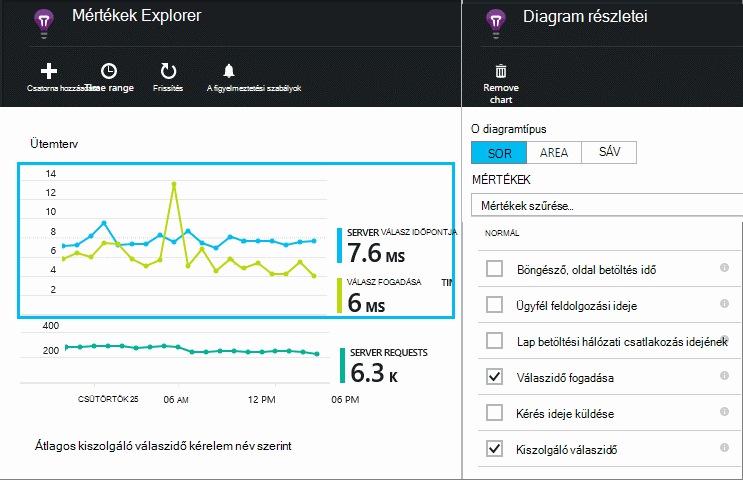 Mértékek Explorer
Csatorna hozzáadása Time range Frissítés A figyelmeztetési szabályok
Ütemterv
14
12
10
8
6
4
2
SERVER VÁLASZ IDŐPONTJA
7.6 MS
VÁLASZ FOGADÁSA TIM
6 MS
400
200
SERVER REQUESTS
6.3 K
CSÜTÖRTÖK 25 06 AM 12 PM 06 PM
Átlagos kiszolgáló válaszidő kérelem név szerint
Diagram részletei
Remove
chart
O diagramtípus
SOR AREA SÁV
MÉRTÉKEK
Mértékek szűrése...
NORMÁL
Böngésző, oldal betöltés idő
Ügyfél feldolgozási ideje
Lap betöltési hálózati csatlakozás idejének
Válaszidő fogadása
Kérés ideje küldése
Kiszolgáló válaszidő